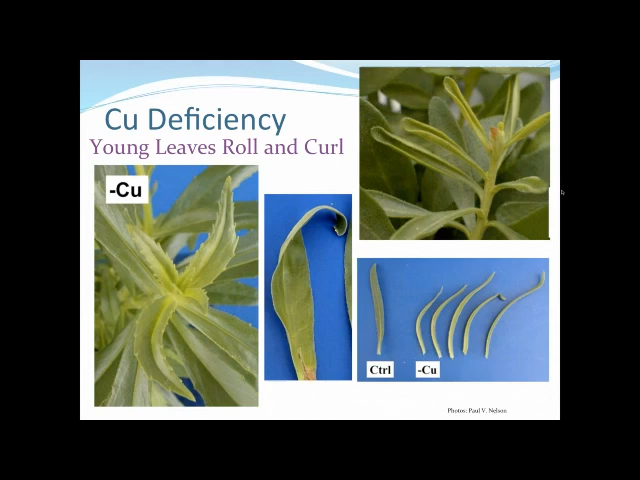 Cu Deficiency
Young Leaves Roll and Curl
-Cu
Ctrl
-Cu
Photos: Paul V. Nelson